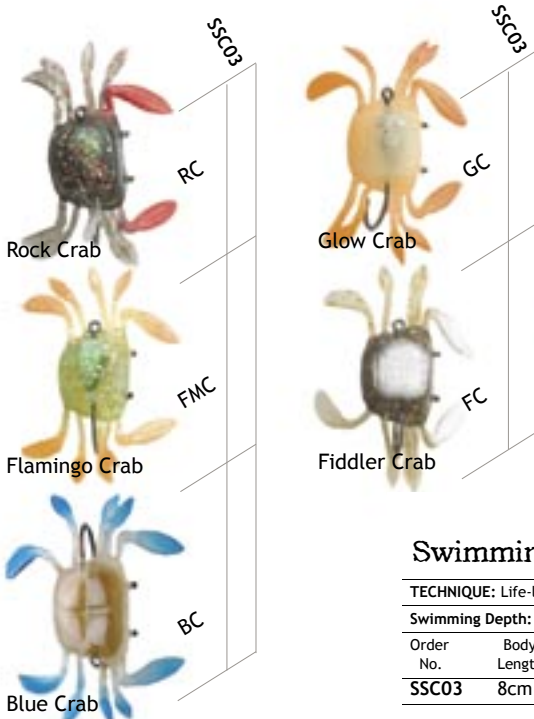 SSC03
RC
Rock Crab
FMC
Flamingo Crab
BC
Blue Crab
SSC03
GC
Glow Crab
FC
Fiddler Crab
TECHNIQUE:
Swimming Depth:
Order Body
No.
SSC03 8cm